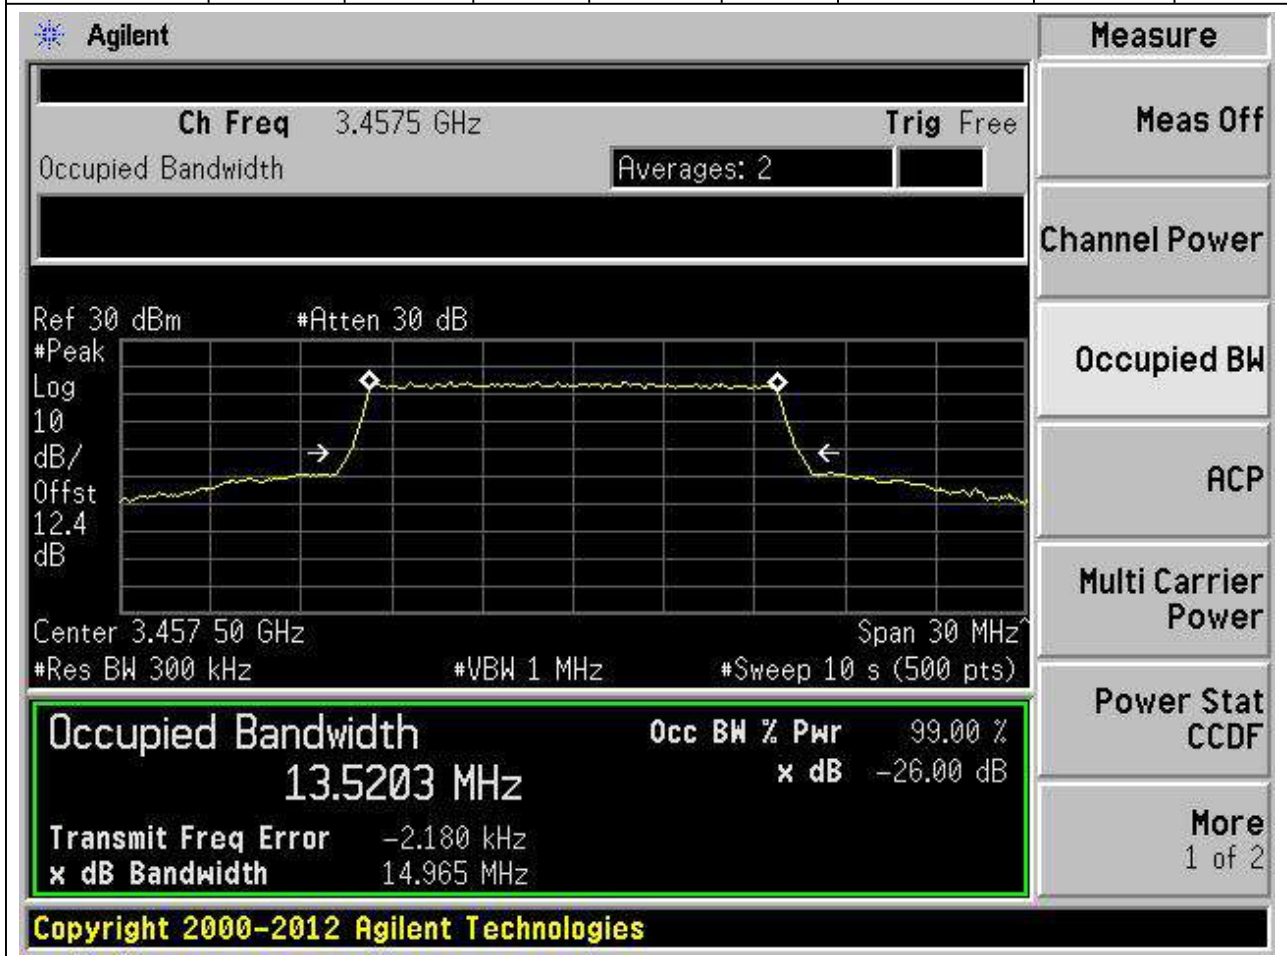 Agilent
Measure
Ch Freq 3.4575 GHz
Trig Free
Occupied Bandwidth
Averages: 2
Meas Off
Channel Power
Occupied BW
ACP
Multi Carrier
Power
Power Stat
CCDF
More
1 of 2
Ref 30 dBm
#Atten 30 dB
#Peak
Log
10
dB/
Offst
12.4
dB
Center 3.457 50 GHz
Span 30 MHz^
#Res BW 300 kHz
#VBW 1 MHz
#Sweep 10 s (500 pts)
Occupied Bandwidth
13.5203 MHz
Occ BW % Pwr 99.00 %
x dB -26.00 dB
Transmit Freq Error -2.180 kHz
x dB Bandwidth 14.965 MHz
Copyright 2000-2012 Agilent Technologies